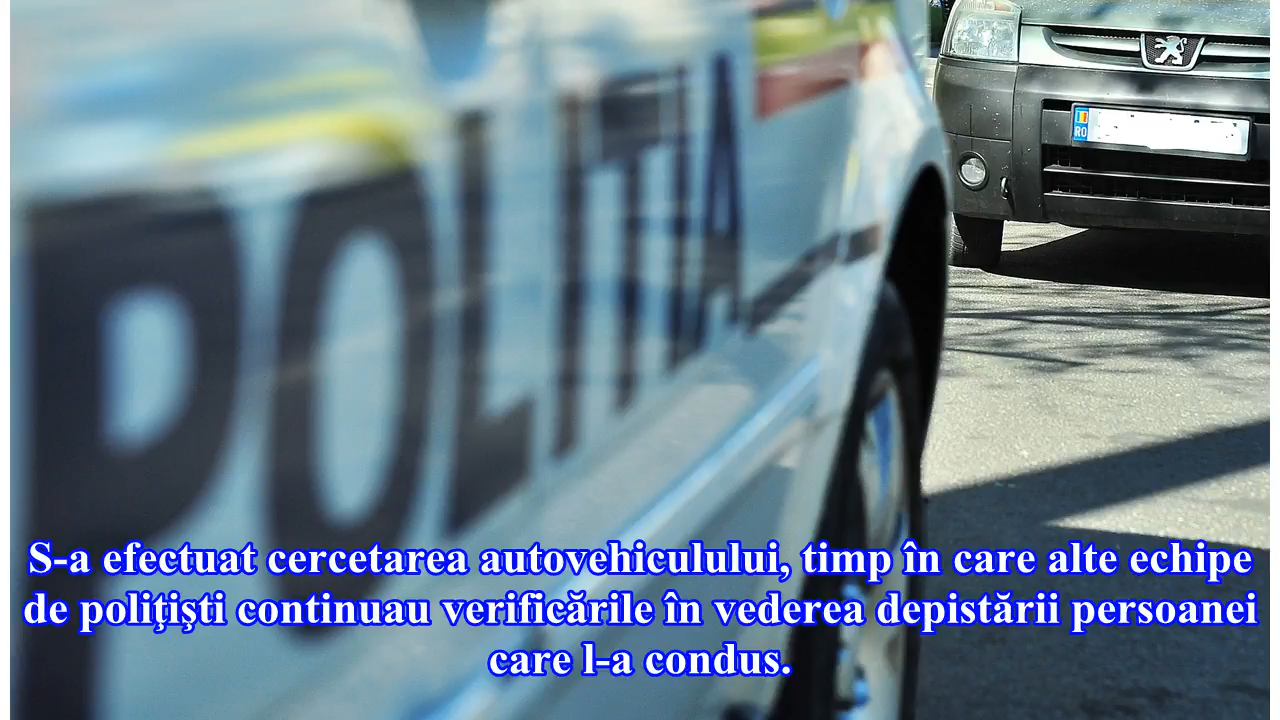 POLITIA
RO
S-a efectuat cercetarea autovehiculului, timp în care alte echipe
de poliţişti continuau verificările în vederea depistării persoanei
care l-a condus.